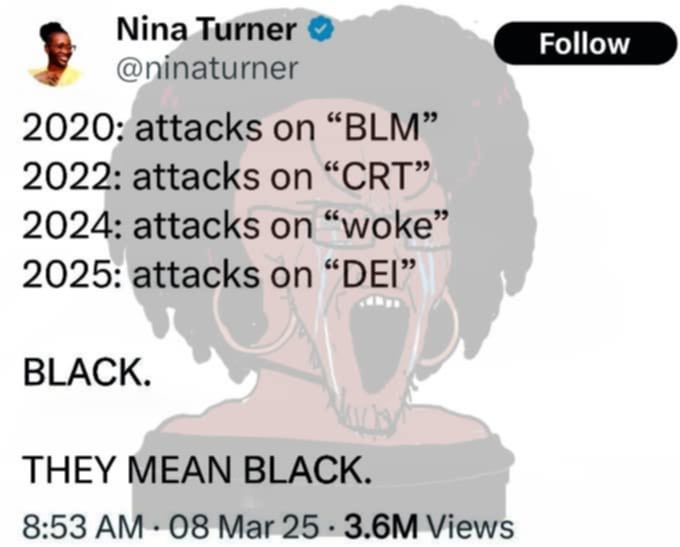 Nina Turner
Follow
@ninaturner
2020: attacks on “BLM”
2022: attacks on “CRT”
2024: attacks on “woke”
2025: attacks on “DEI”
BLACK.
THEY MEAN BLACK.
8:53 AM · 08 Mar 25 · 3.6M Views